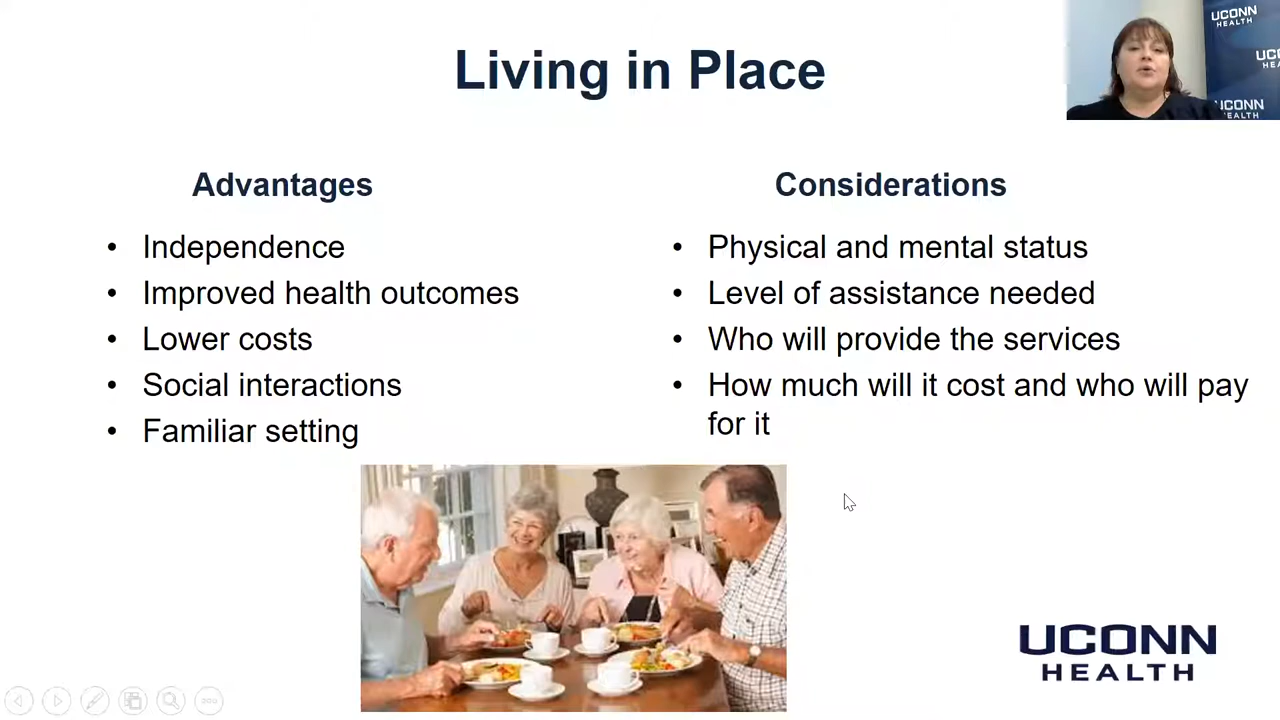 Living in Place
UCONN
HEALTH
UCONN
HEALTH
Advantages
• Independence
• Improved health outcomes
• Lower costs
• Social interactions
• Familiar setting
Considerations
• Physical and mental status
• Level of assistance needed
• Who will provide the services
• How much will it cost and who will pay
for it
UCONN
HEALTH